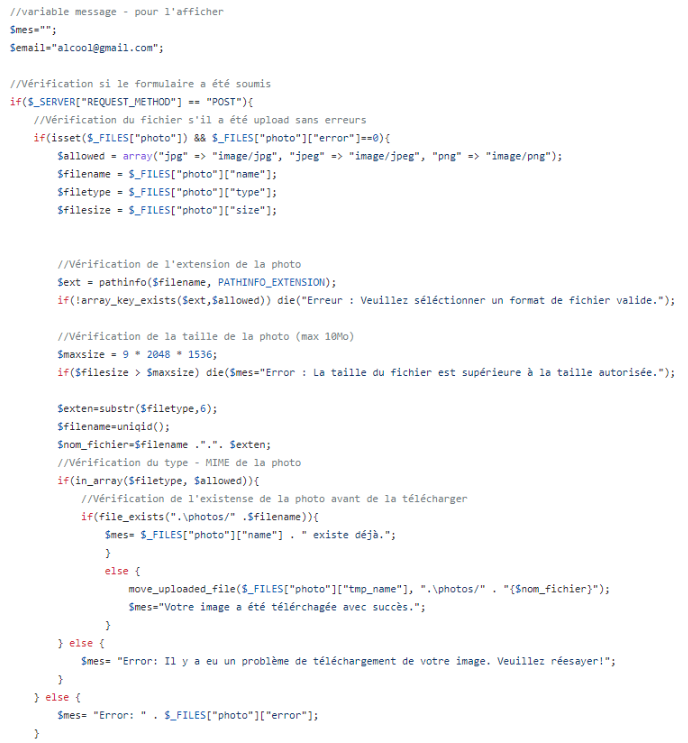 //variable message - pour l'afficher
$mes="";
$email="alcool@gmail.com";
//Vérification si le formulaire a été soumis
if($_SERVER["REQUEST_METHOD"] == "POST"){
//Vérification du fichier s'il a été upload sans erreurs
if(isset($_FILES["photo"]) && $_FILES["photo"]["error"]==0){
$allowed = array("jpg" => "image/jpg", "jpeg" => "image/jpeg", "png" => "image/png");
$filename = $_FILES["photo"]["name"];
$filetype = $_FILES["photo"]["type"];
$filesize = $_FILES["photo"]["size"];
//Vérification de l'extension de la photo
$ext = pathinfo($filename, PATHINFO_EXTENSION);
if(!array_key_exists($ext,$allowed)) die("Erreur : Veuillez séléctionner un format de fichier valide.");
//Vérification de la taille de la photo (max 10Mo)
$maxsize = 9 * 2048 * 1536;
if($filesize > $maxsize) die($mes="Error : La taille du fichier est supérieure à la taille autorisée.");
$exten=substr($filetype,6);
$filename=uniqid();
$nom_fichier=$filename .".". $exten;
//Vérification du type - MIME de la photo
if(in_array($filetype, $allowed)){
//Vérification de l'existense de la photo avant de la télécharger
if(file_exists(".\photos/" .$filename)){
$mes= $_FILES["photo"]["name"] . " existe déjà.";
}
else {
move_uploaded_file($_FILES["photo"]["tmp_name"], ".\photos/" . "{$nom_fichier}");
$mes="Votre image a été télérchagée avec succès.";
}
} else {
$mes= "Error: Il y a eu un problème de téléchargement de votre image. Veuillez réesayer!";
}
} else {
$mes= "Error: " . $_FILES["photo"]["error"];
}